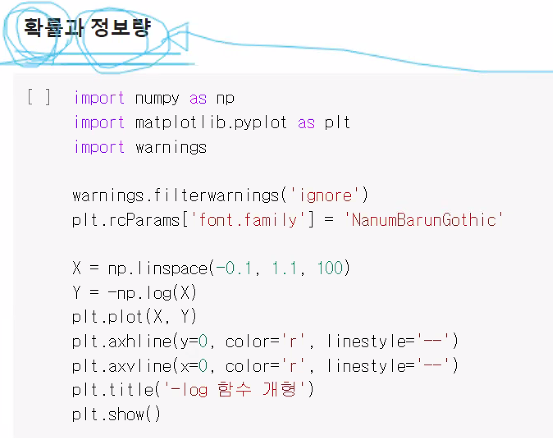 확률과 정보량
[ ] import numpy as np
import matplotlib.pyplot as plt
import warnings
warnings.filterwarnings('ignore')
plt.rcParams['font.family'] = 'NanumBarunGothic'
X = np.linspace(-0.1, 1.1, 100)
Y = -np.log(X)
plt.plot(X, Y)
plt.axhline(y=0, color='r', linestyle='--')
plt.axvline(x=0, color='r', linestyle='--')
plt.title('-log 함수 개형')
plt.show()